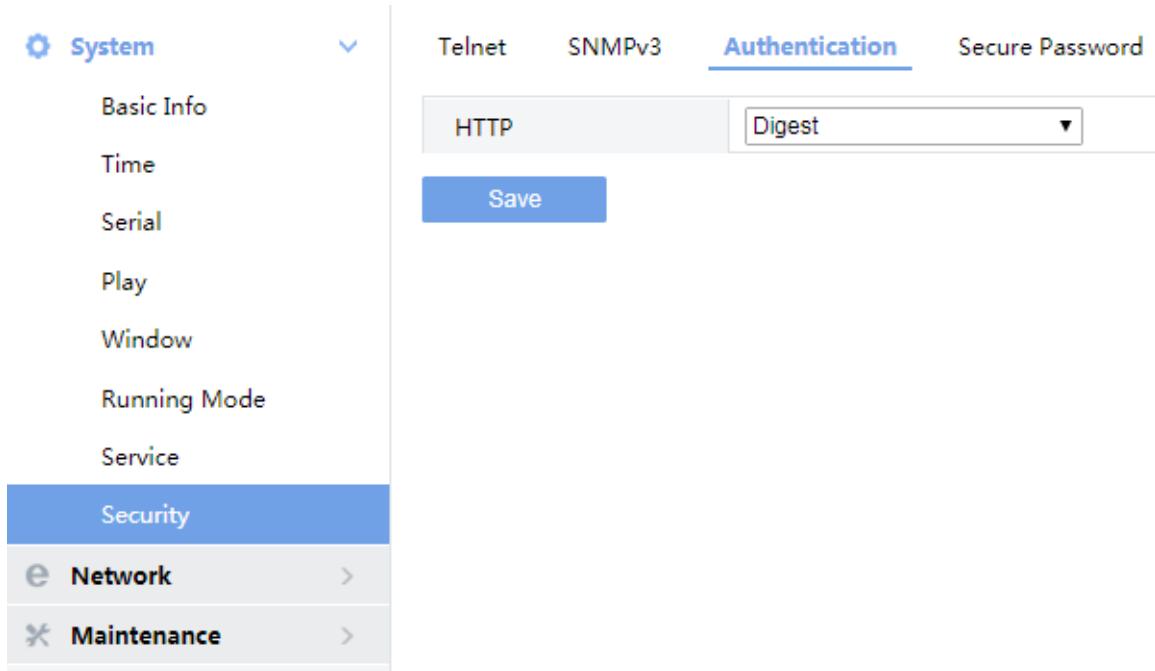 System
Basic Info
Time
Serial
Play
Window
Running Mode
Service
Security
Network
Maintenance
Telnet SNMPv3 Authentication Secure Password
HTTP Digest
Save